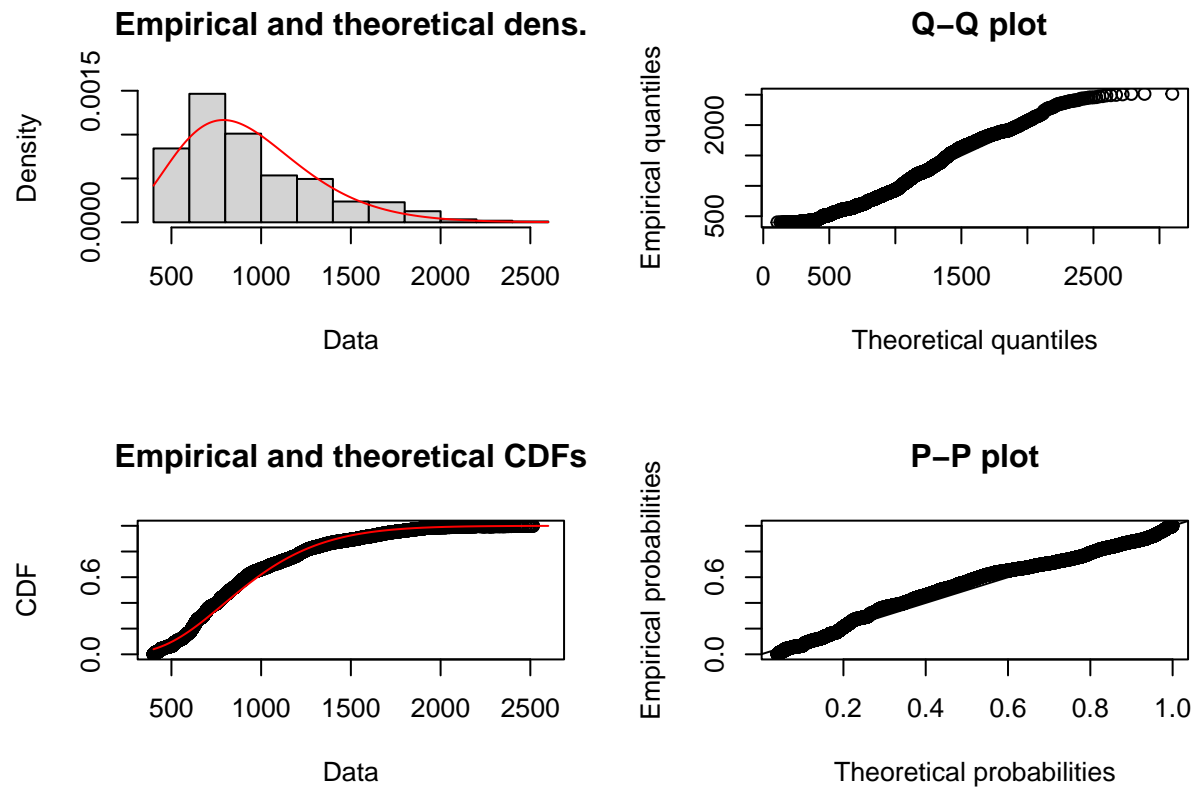 Empirical and theoretical dens.
Density
0.0000 0.0015
500 1000 1500 2000 2500
Data
Q−Q plot
Empirical quantiles
500 2000
0 500 1500 2500
Theoretical quantiles
Empirical and theoretical CDFs
CDF
0.0 0.6
500 1000 1500 2000 2500
Data
P−P plot
Empirical probabilities
0.0 0.6
0.2 0.4 0.6 0.8 1.0
Theoretical probabilities